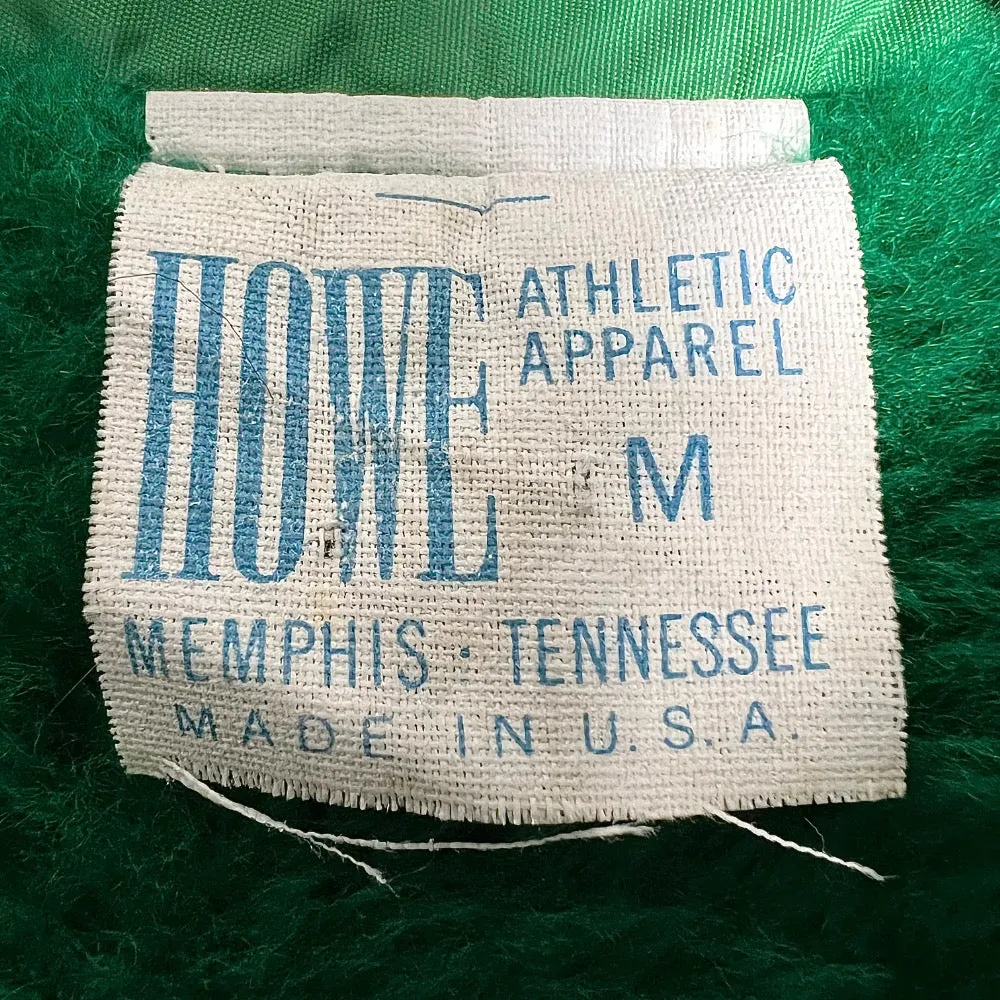 HOWE ATHLETIC
APPAREL
M
MEMPHIS · TENNESSEE
MADE IN U.S.A.